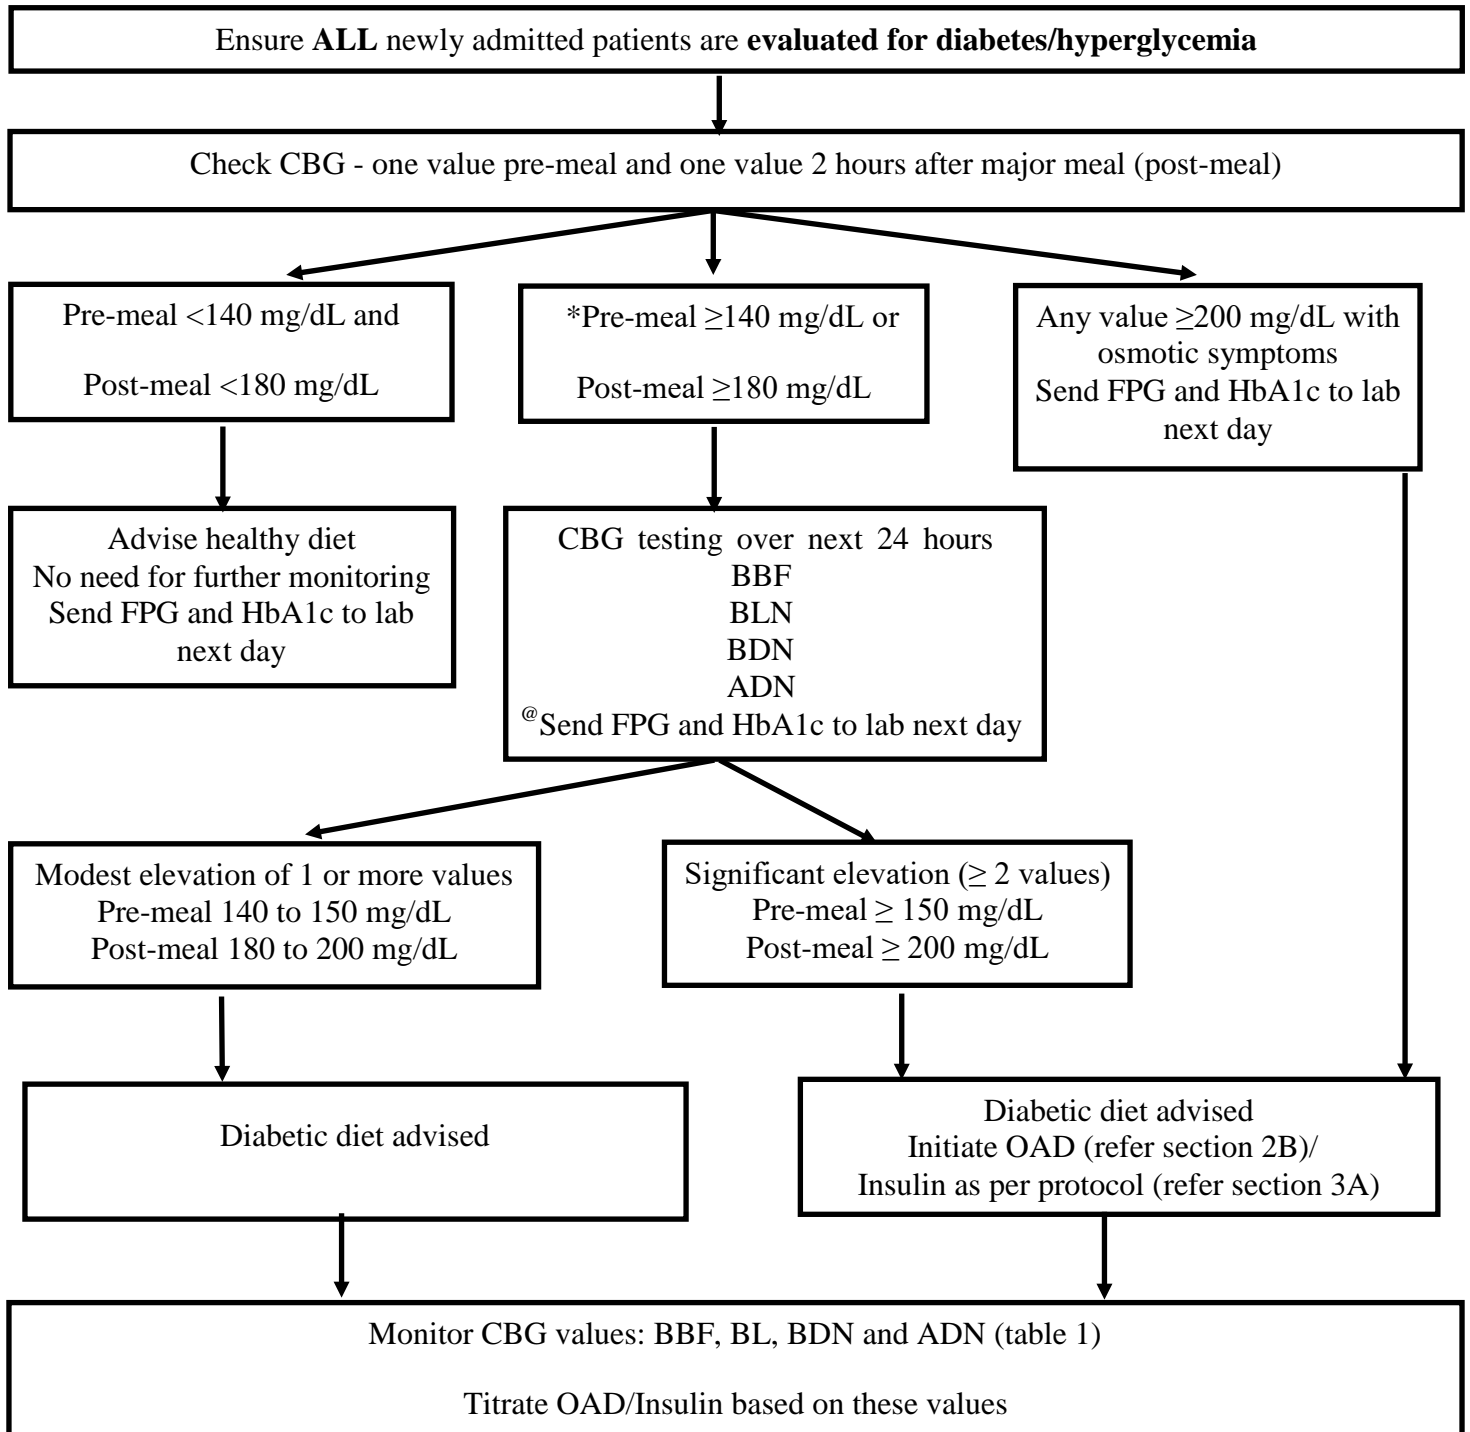 Ensure ALL newly admitted patients are evaluated for diabetes/hyperglycemia
Check CBG - one value pre-meal and one value 2 hours after major meal (post-meal)
Pre-meal <140 mg/dL and
Post-meal <180 mg/dL
*Pre-meal ≥140 mg/dL or
Post-meal ≥180 mg/dL
Any value ≥200 mg/dL with
osmotic symptoms
Send FPG and HbA1c to lab
next day
Advise healthy diet
No need for further monitoring
Send FPG and HbA1c to lab
next day
CBG testing over next 24 hours
BBF
BLN
BDN
ADN
@Send FPG and HbA1c to lab next day
Modest elevation of 1 or more values
Pre-meal 140 to 150 mg/dL
Post-meal 180 to 200 mg/dL
Significant elevation (≥ 2 values)
Pre-meal ≥ 150 mg/dL
Post-meal ≥ 200 mg/dL
Diabetic diet advised
Diabetic diet advised
Initiate OAD (refer section 2B)/
Insulin as per protocol (refer section 3A)
Monitor CBG values: BBF, BL, BDN and ADN (table 1)
Titrate OAD/Insulin based on these values